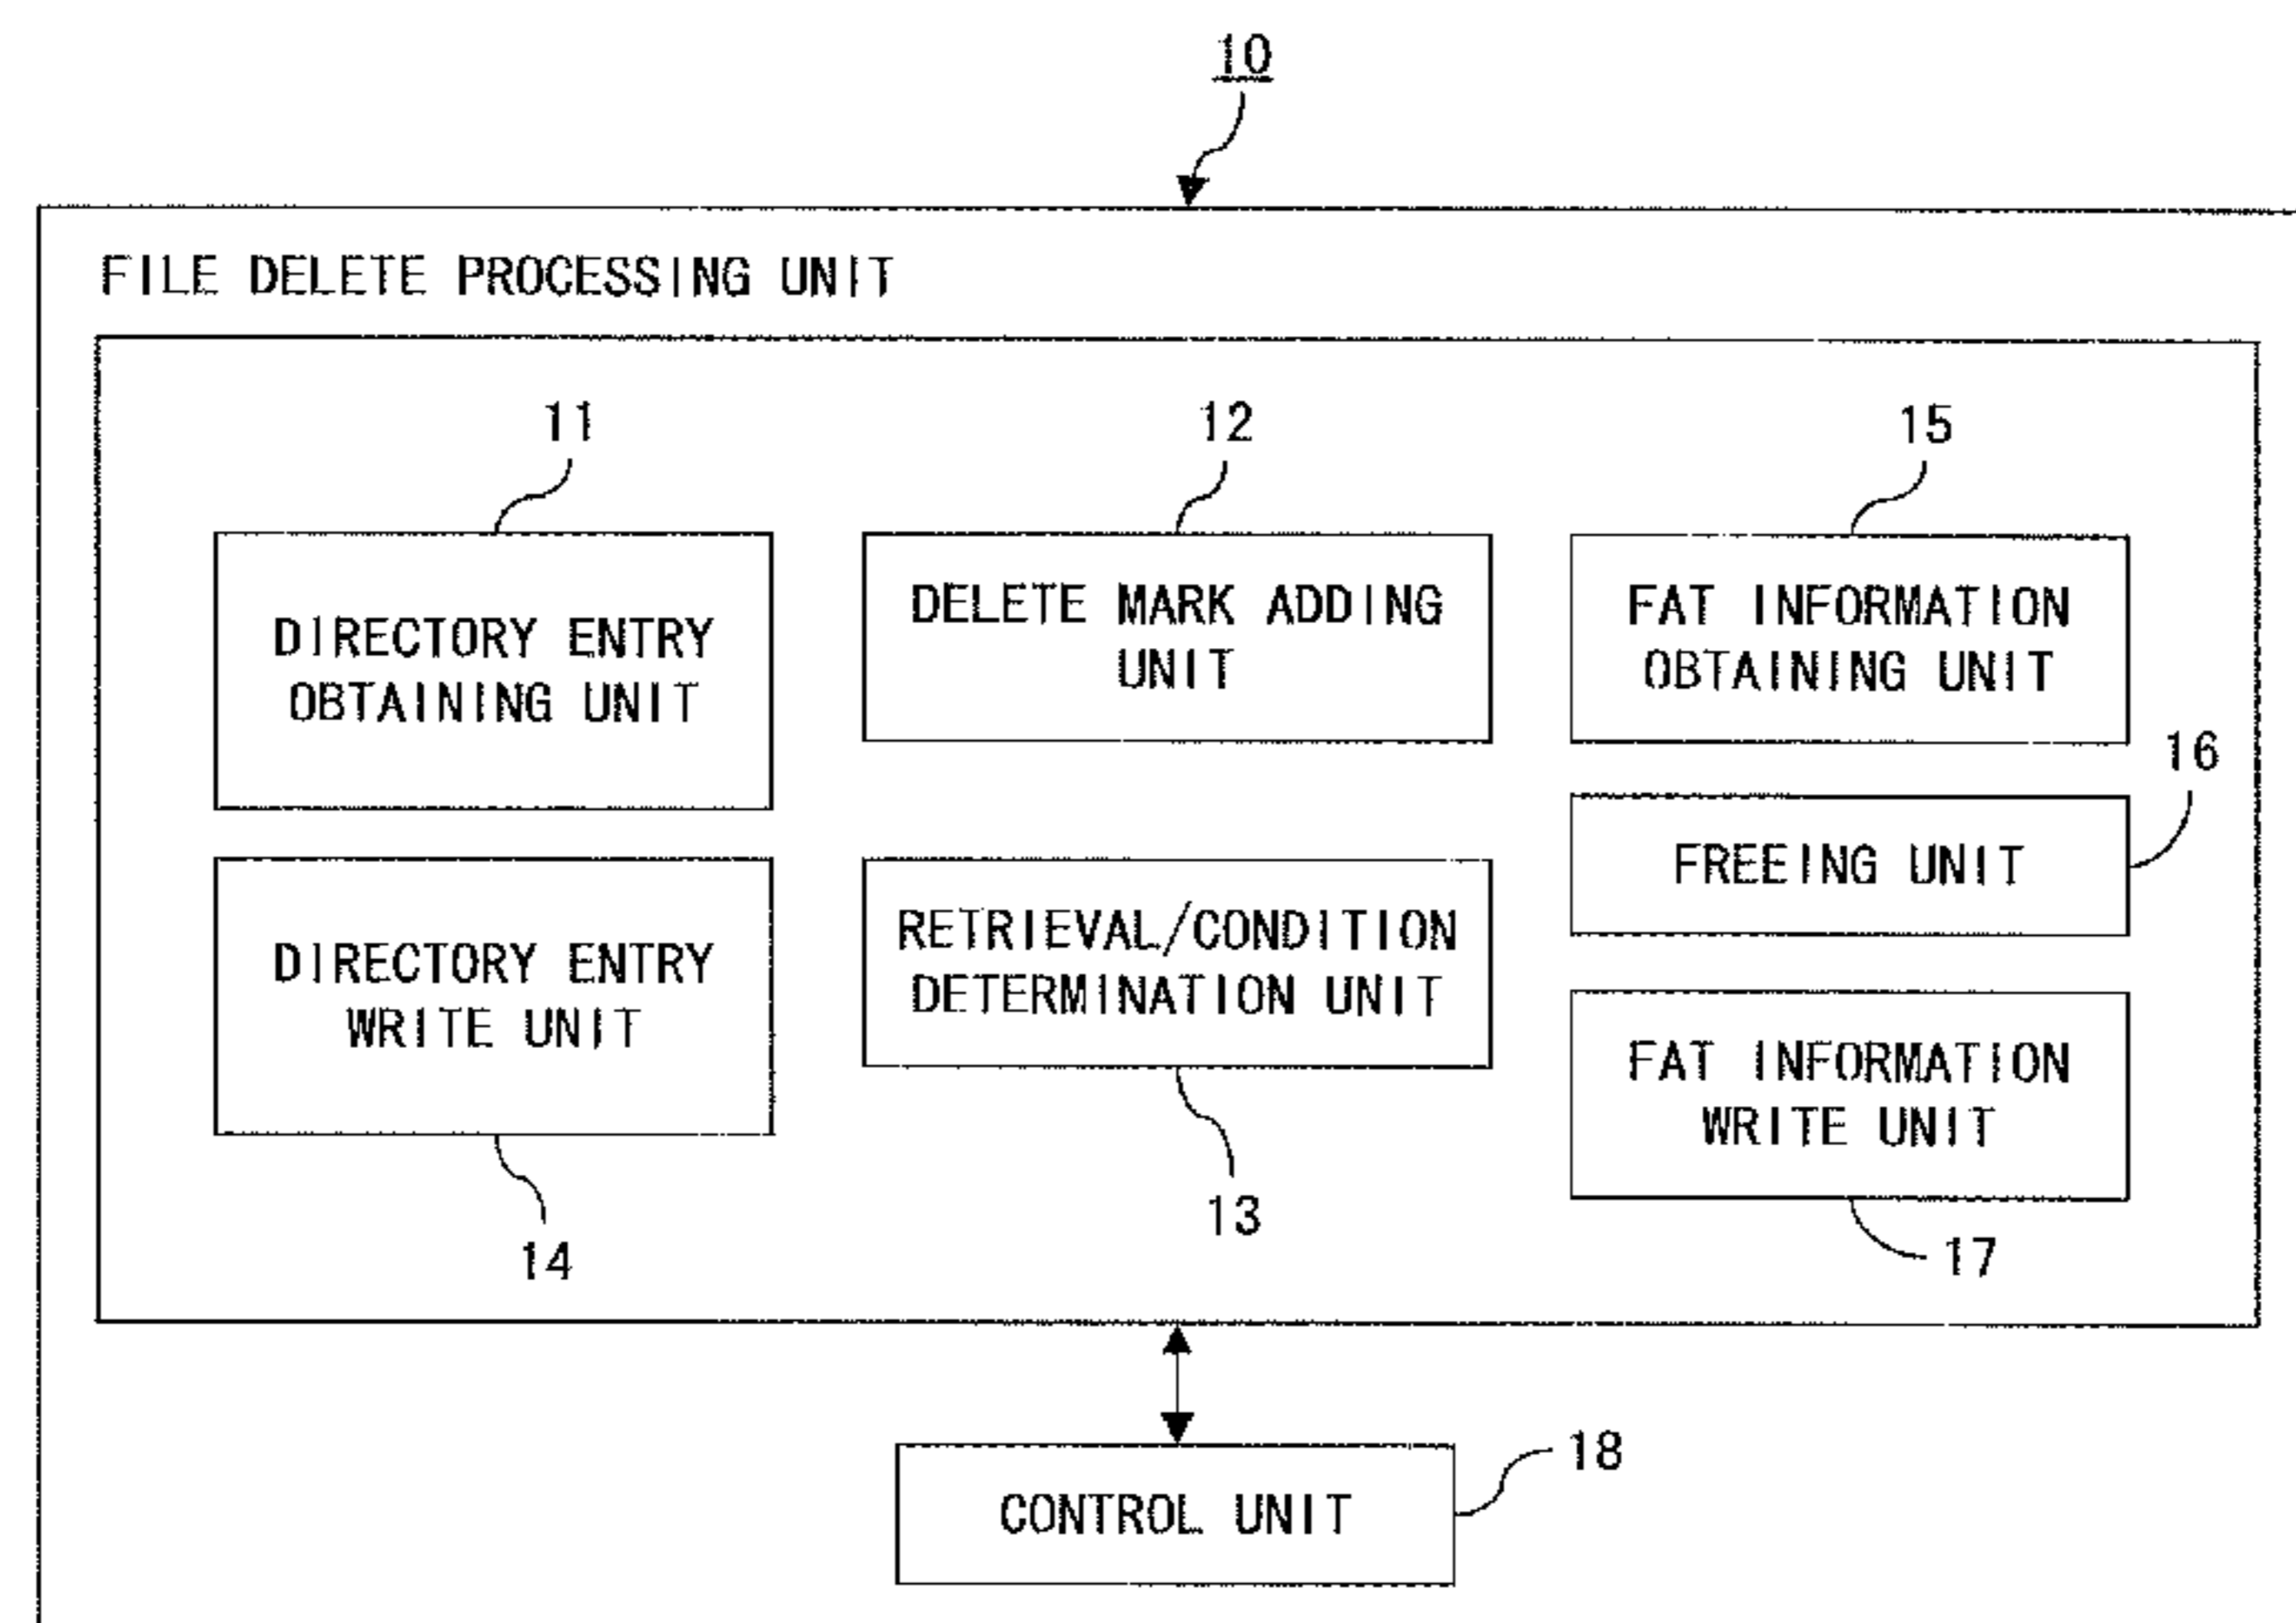 10
FILE DELETE PROCESSING UNIT
11
DIRECTORY ENTRY
OBTAINING UNIT
12
DELETE MARK ADDING
UNIT
15
FAT INFORMATION
OBTAINING UNIT
16
FREEING UNIT
DIRECTORY ENTRY
WRITE UNIT
14
RETRIEVAL/CONDITION
DETERMINATION UNIT
13
FAT INFORMATION
WRITE UNIT
17
CONTROL UNIT
18